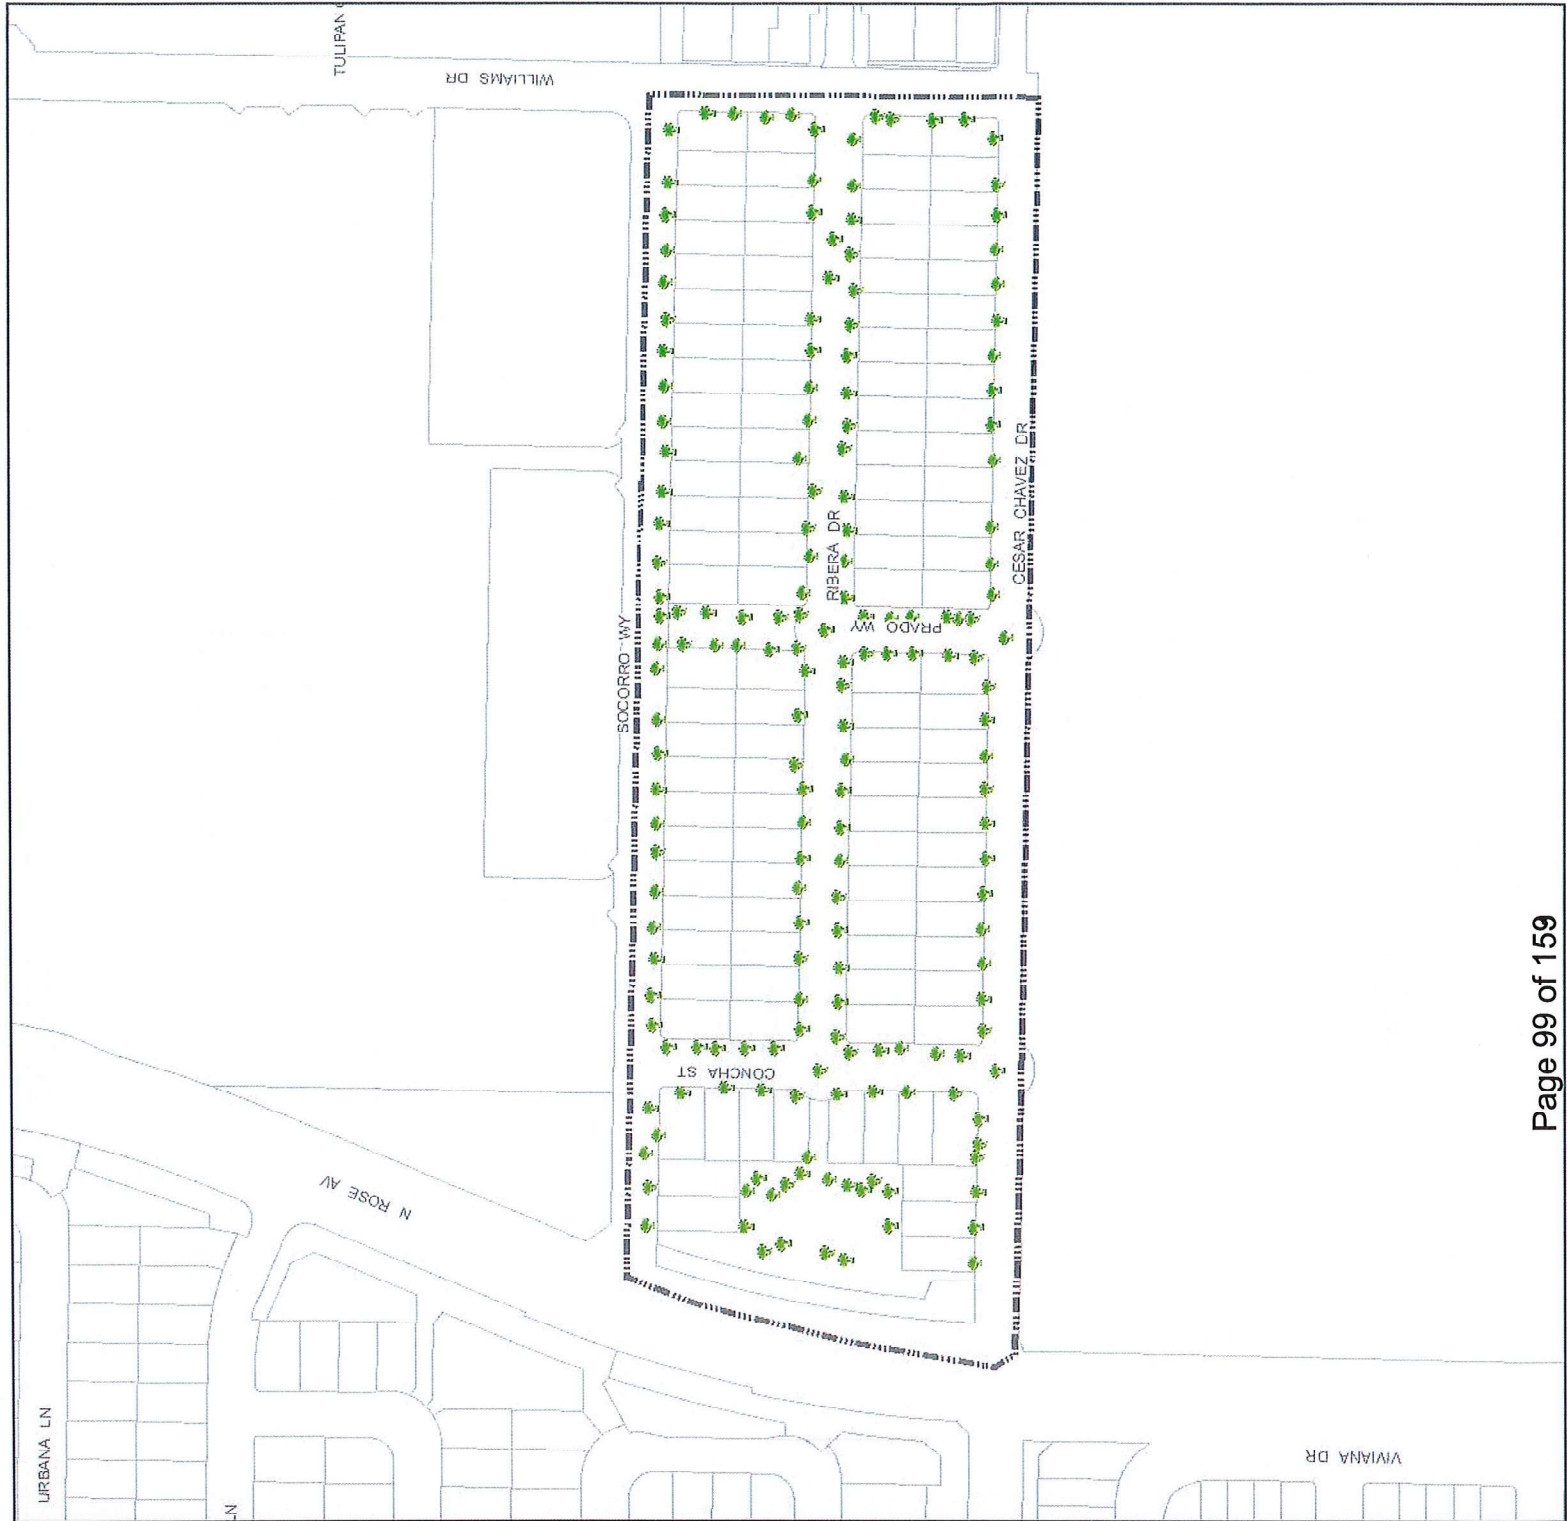 TULIPAN
WILLIAMS DR
CESAR CHAVEZ DR
RIBERA DR
PRADO WY
SOCORRO WY
CONCHA ST
N ROSE AV
URBANA LN
LN
VIVIANA DR
Page 99 of 159